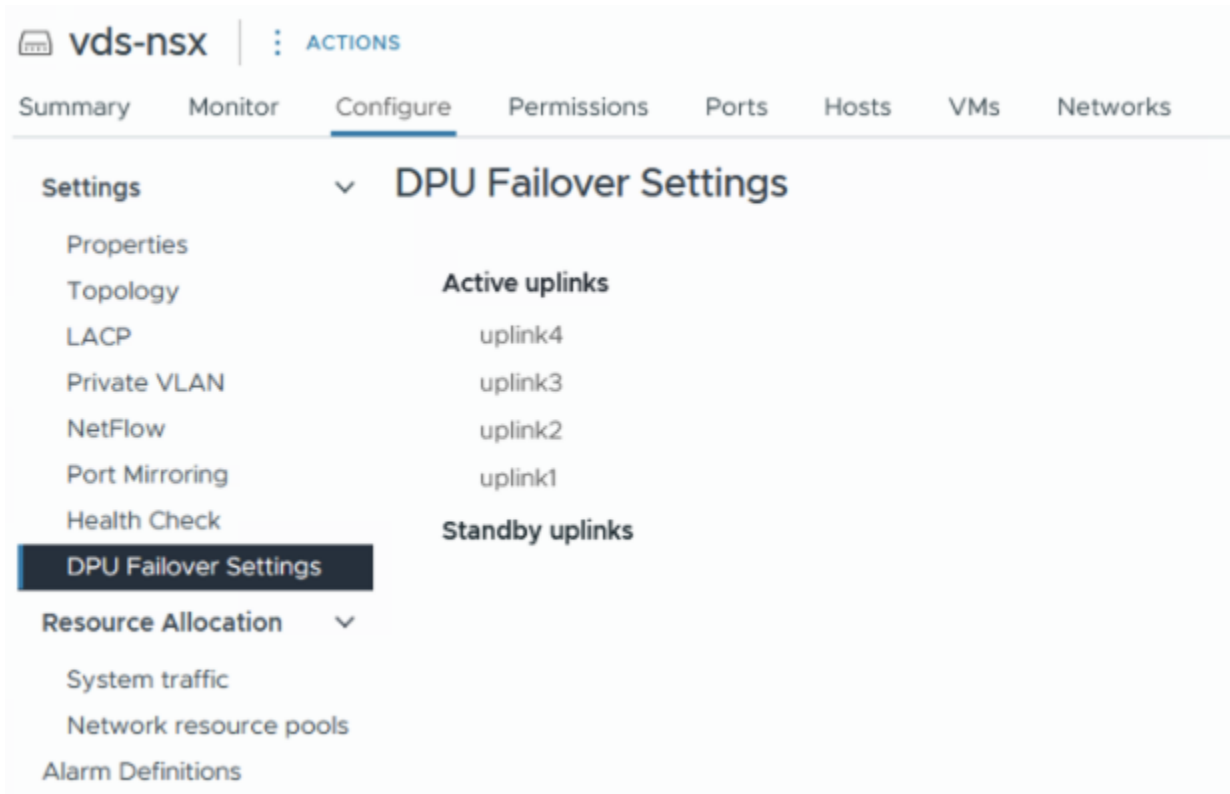 vds-nsx ACTIONS
Summary Monitor Configure Permissions Ports Hosts VMs Networks
Settings
Properties
Topology
LACP
Private VLAN
NetFlow
Port Mirroring
Health Check
DPU Failover Settings
Resource Allocation
System traffic
Network resource pools
Alarm Definitions
DPU Failover Settings
Active uplinks
uplink4
uplink3
uplink2
uplink1
Standby uplinks